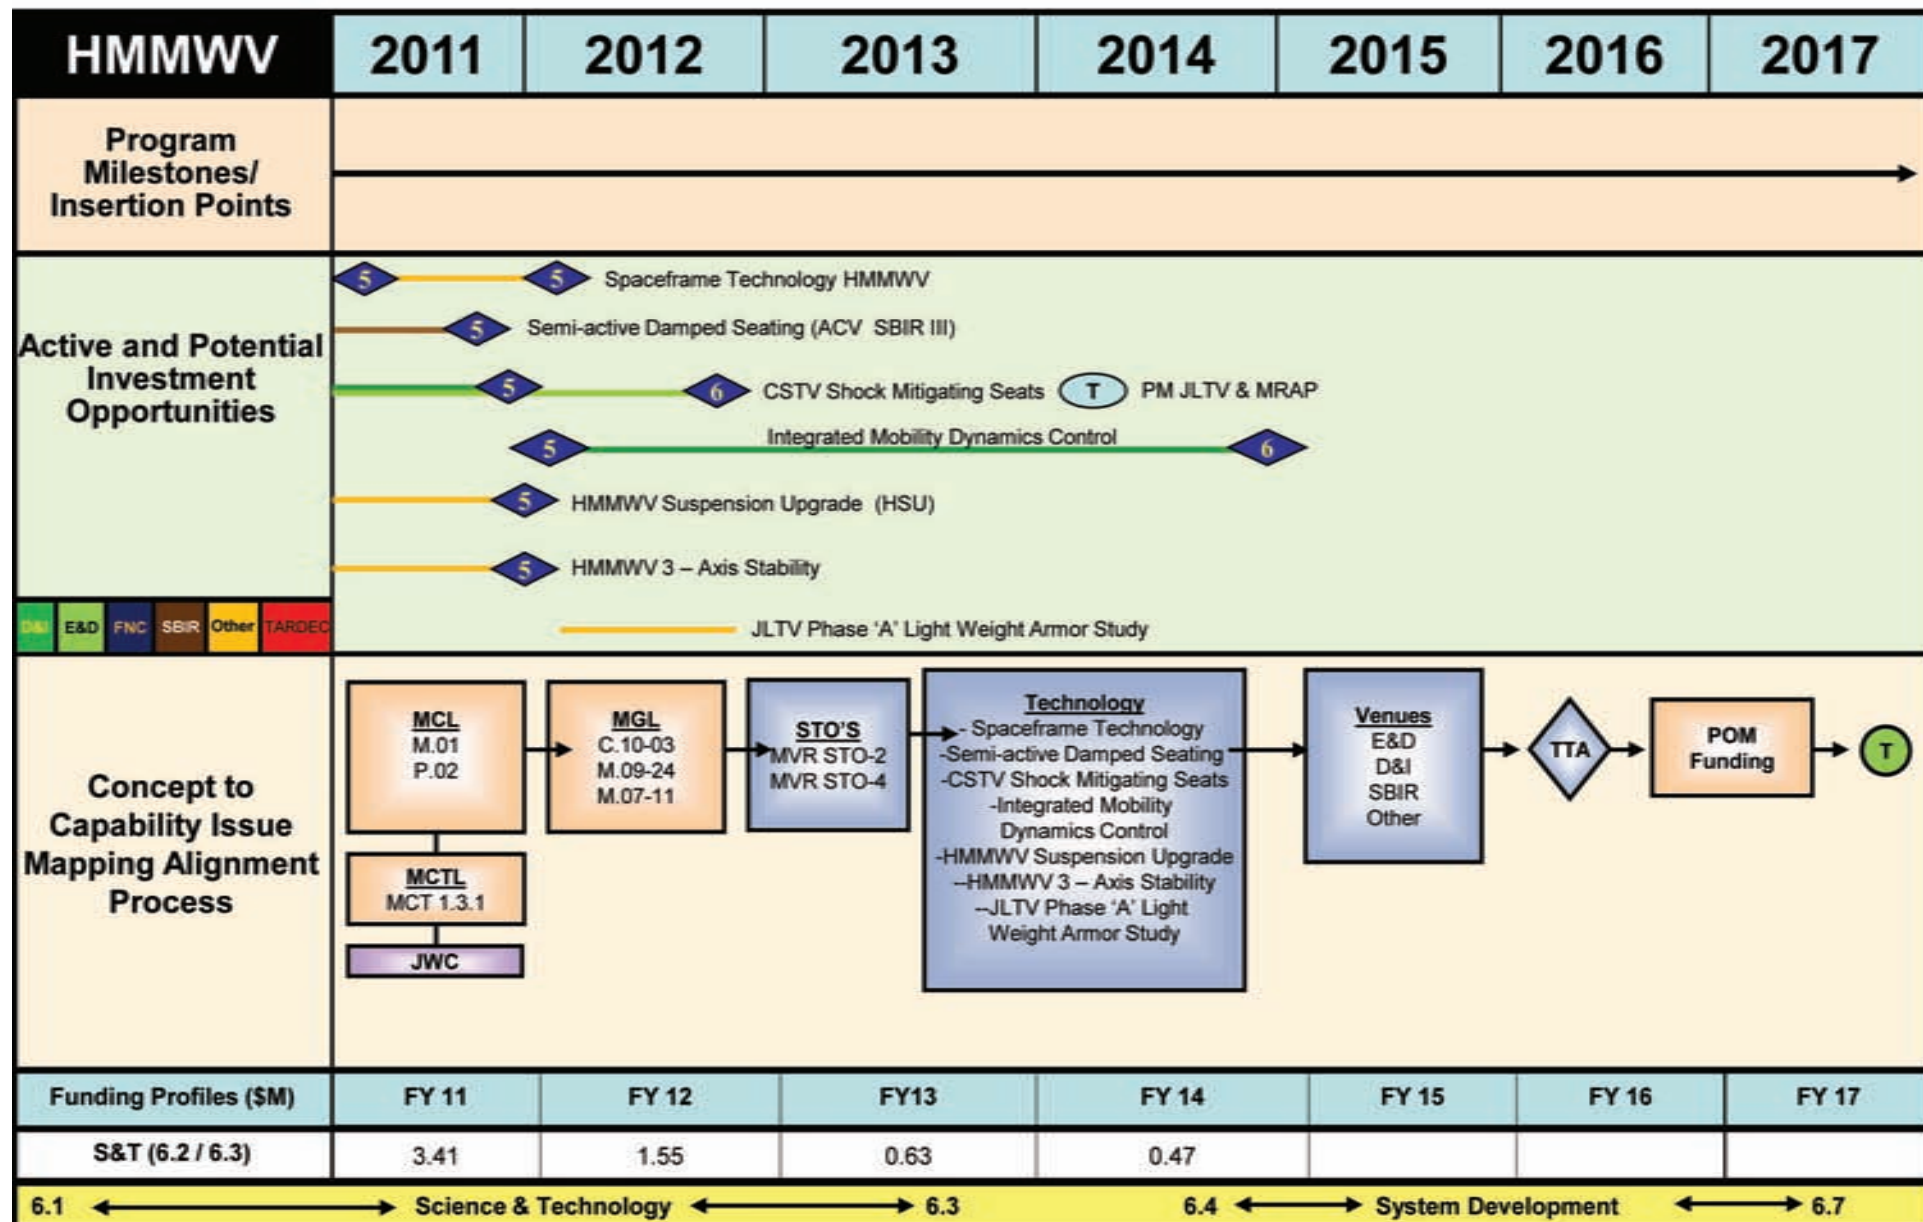 HMMWV 2011 2012 2013 2014 2015 2016 2017
Program
Milestones/
Insertion Points
Active and Potential
Investment
Opportunities
5 5 Spaceframe Technology HMMWV
5 Semi-active Damped Seating (ACV SBIR III)
5 6 CSTV Shock Mitigating Seats T PM JLTV & MRAP
5 Integrated Mobility Dynamics Control 6
5 HMMWV Suspension Upgrade (HSU)
5 HMMWV 3 – Axis Stability
D&I E&D FNC SBIR Other TARDEC
JLTV Phase 'A' Light Weight Armor Study
Concept to
Capability Issue
Mapping Alignment
Process
MCL
M.01
P.02
MCTL
MCT 1.3.1
JWC
MGL
C.10-03
M.09-24
M.07-11
STO'S
MVR STO-2
MVR STO-4
Technology
- Spaceframe Technology
-Semi-active Damped Seating
-CSTV Shock Mitigating Seats
-Integrated Mobility
Dynamics Control
-HMMWV Suspension Upgrade
--HMMWV 3 – Axis Stability
--JLTV Phase 'A' Light
Weight Armor Study
Venues
E&D
D&I
SBIR
Other
TTA
POM
Funding
T
Funding Profiles ($M) FY 11 FY 12 FY13 FY 14 FY 15 FY 16 FY 17
S&T (6.2 / 6.3) 3.41 1.55 0.63 0.47
6.1 Science & Technology 6.3 6.4 System Development 6.7